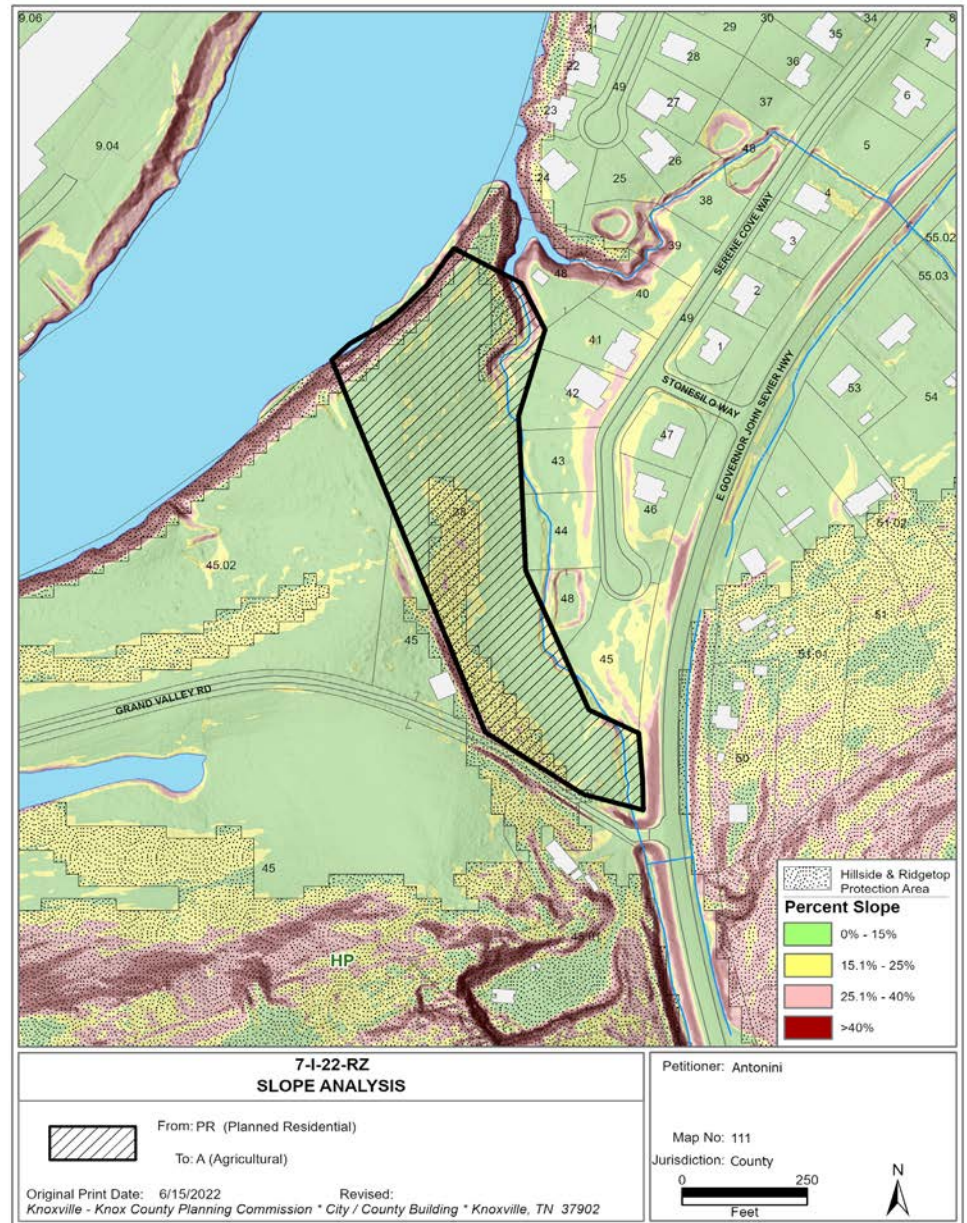 9.06
21
29
30
34
8
35
28
7
22
36
49
27
6
23
37
9.04
26
48
5
24
25
38
4
SERENE COVE WAY
55.02
39
3
55.03
48
40
2
49
41
1
STONESILO WAY
E GOVERNOR JOHN SEVIER HWY
42
53
54
47
43
46
51.02
44
45.02
48
51
45
45
51.01
GRAND VALLEY RD
50
45
HP
Hillside & Ridgetop
Protection Area
Percent Slope
0% - 15%
15.1% - 25%
25.1% - 40%
>40%
7-I-22-RZ
SLOPE ANALYSIS
From: PR (Planned Residential)
To: A (Agricultural)
Original Print Date: 6/15/2022 Revised:
Knoxville - Knox County Planning Commission * City / County Building * Knoxville, TN 37902
Petitioner: Antonini
Map No: 111
Jurisdiction: County
0 250
Feet
N